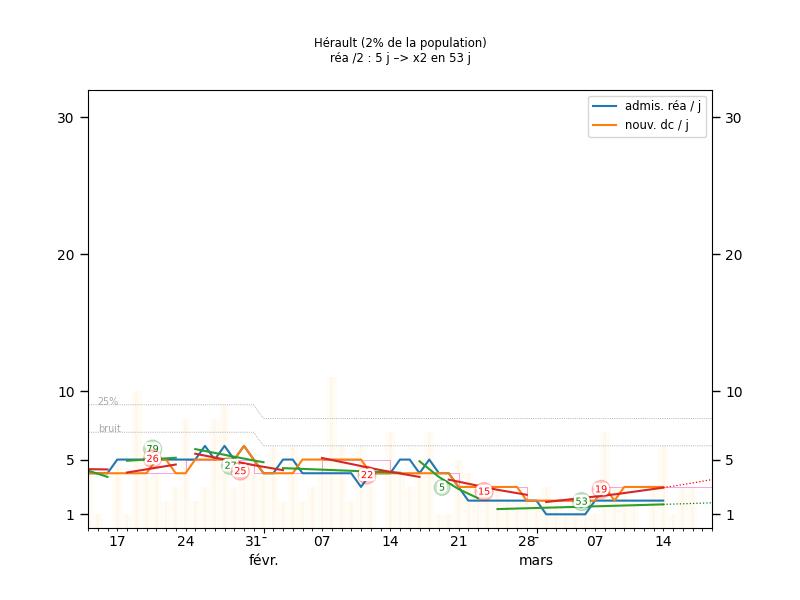 Hérault (2% de la population)
réa /2 : 5 j –> x2 en 53 j
admis. réa / j
nouv. dc / j
30 30
20 20
10 10
25%
bruit
5 5
1 1
79
26
25
22
5
15
53
19
17 24 31 07 14 21 28 07 14
févr. mars